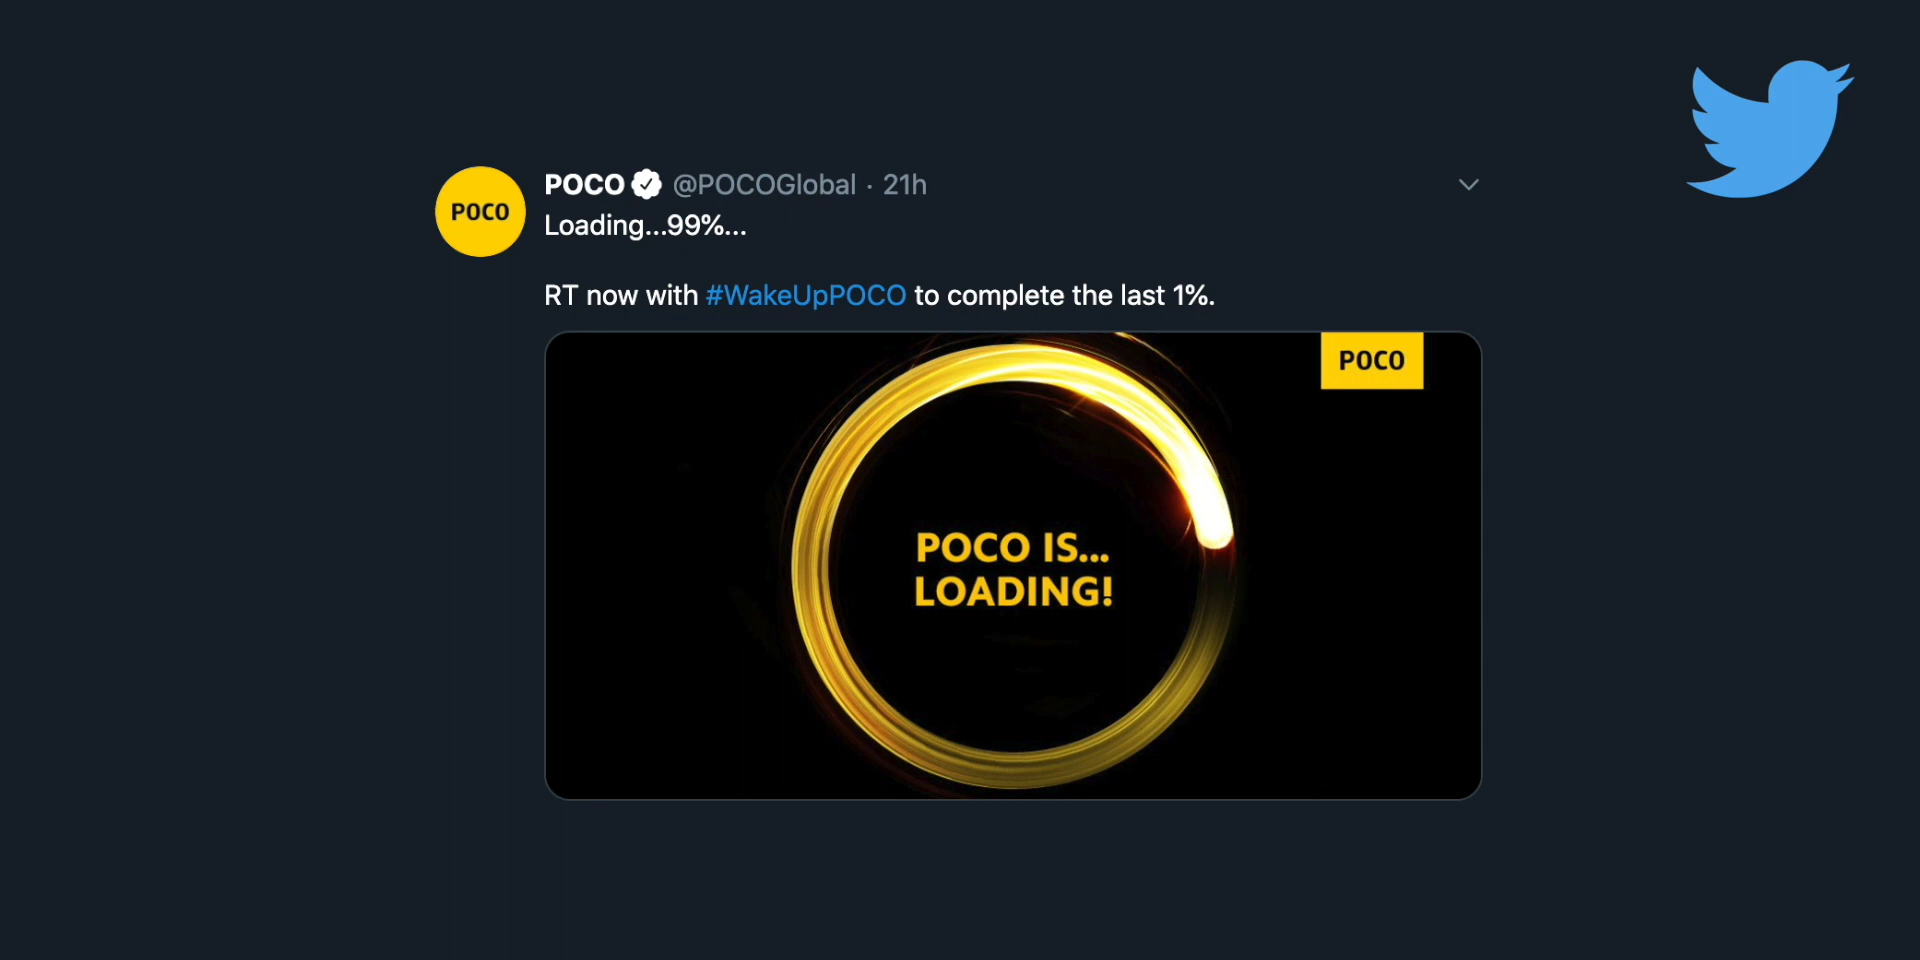 POCO @POCOGlobal · 21h
POCO
Loading...99%...
RT now with #WakeUpPOCO to complete the last 1%.
POCO
POCO IS...
LOADING!